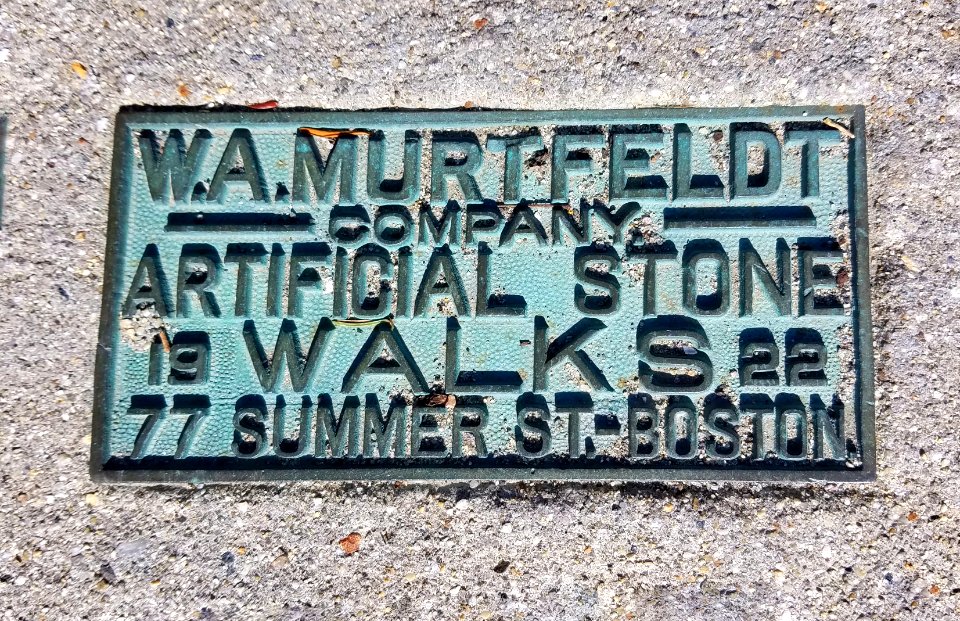 W.A. MURTFELDT
COMPANY
ARTIFICIAL STONE
19 WALKS 22
77 SUMMER ST.-BOSTON